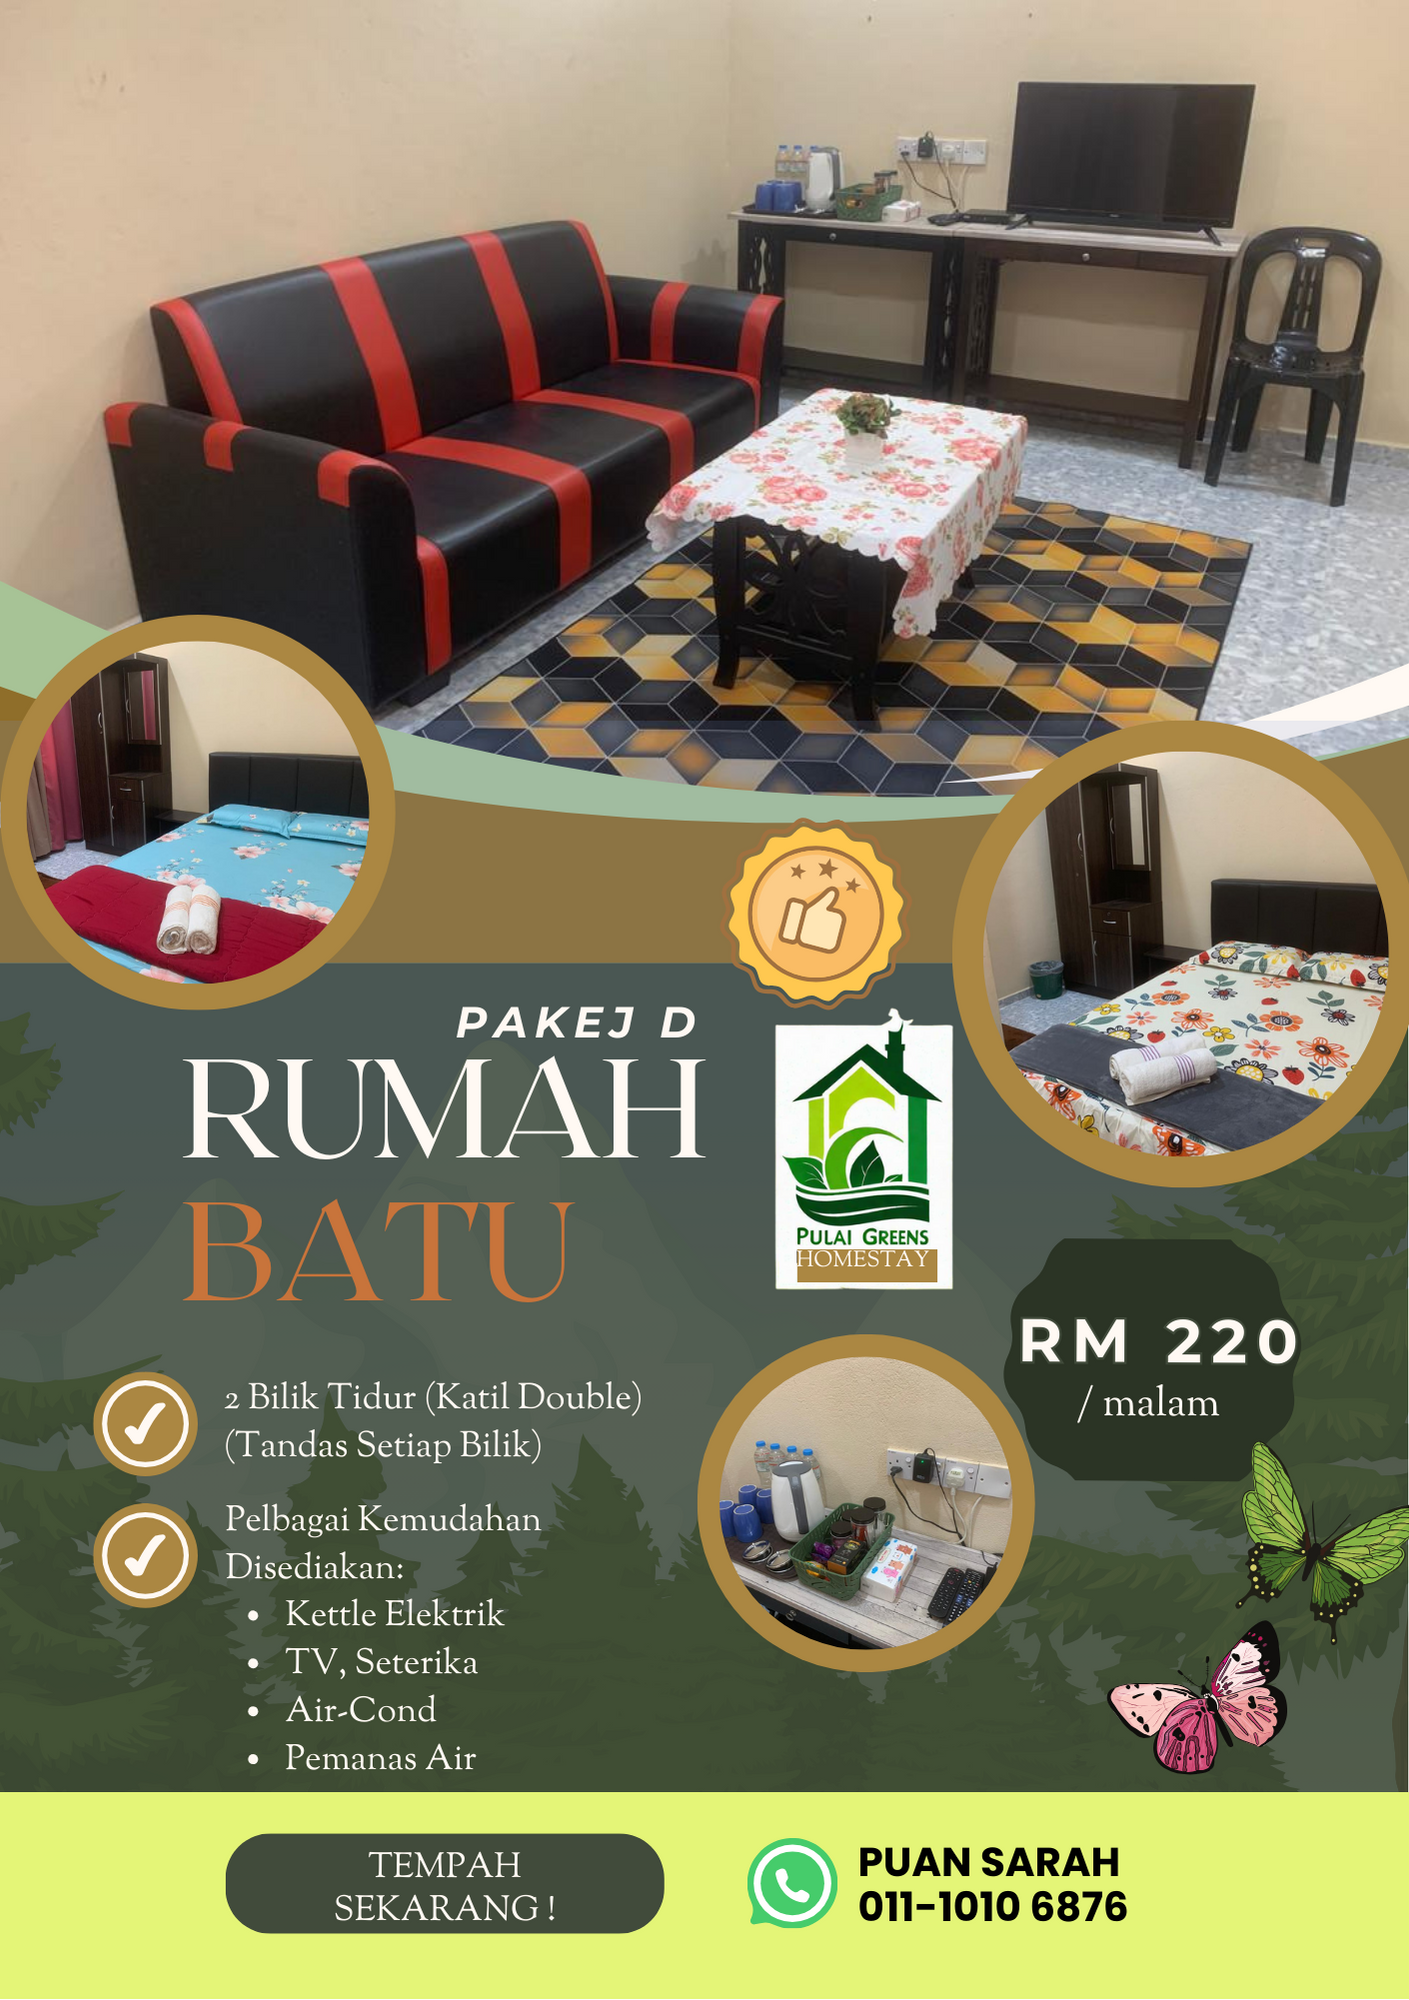 PAKEJ D
RUMAH
BATU
PULAI GREENS
HOMESTAY
RM 220
/ malam
2 Bilik Tidur (Katil Double)
(Tandas Setiap Bilik)
Pelbagai Kemudahan
Disediakan:
• Kettle Elektrik
• TV, Seterika
• Air-Cond
• Pemanas Air
TEMPAH
SEKARANG !
PUAN SARAH
011-1010 6876